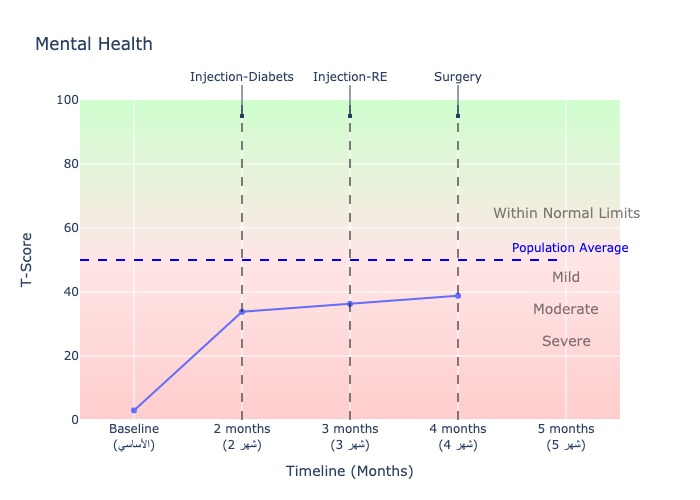 Mental Health
Injection-Diabets
Injection-RE
Surgery
100
80
60
40
20
0
T-Score
Within Normal Limits
Population Average
Mild
Moderate
Severe
Baseline
(الأساسي)
2 months
(2 شهر)
3 months
(3 شهر)
4 months
(4 شهر)
5 months
(5 شهر)
Timeline (Months)